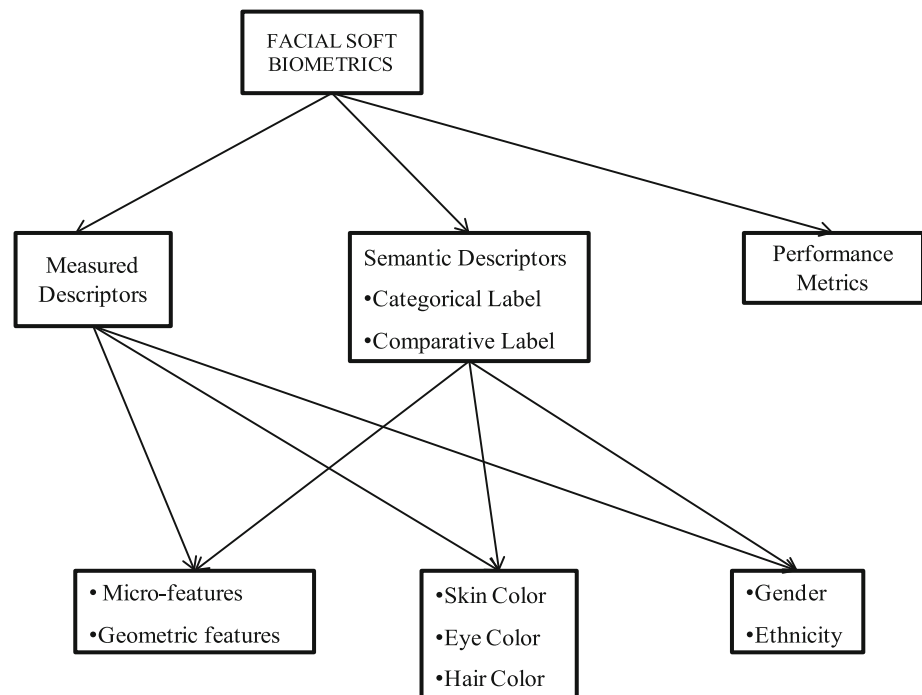 FACIAL SOFT
BIOMETRICS
Measured
Descriptors
Semantic Descriptors
•Categorical Label
•Comparative Label
Performance
Metrics
• Micro-features
• Geometric features
•Skin Color
•Eye Color
•Hair Color
•Gender
•Ethnicity